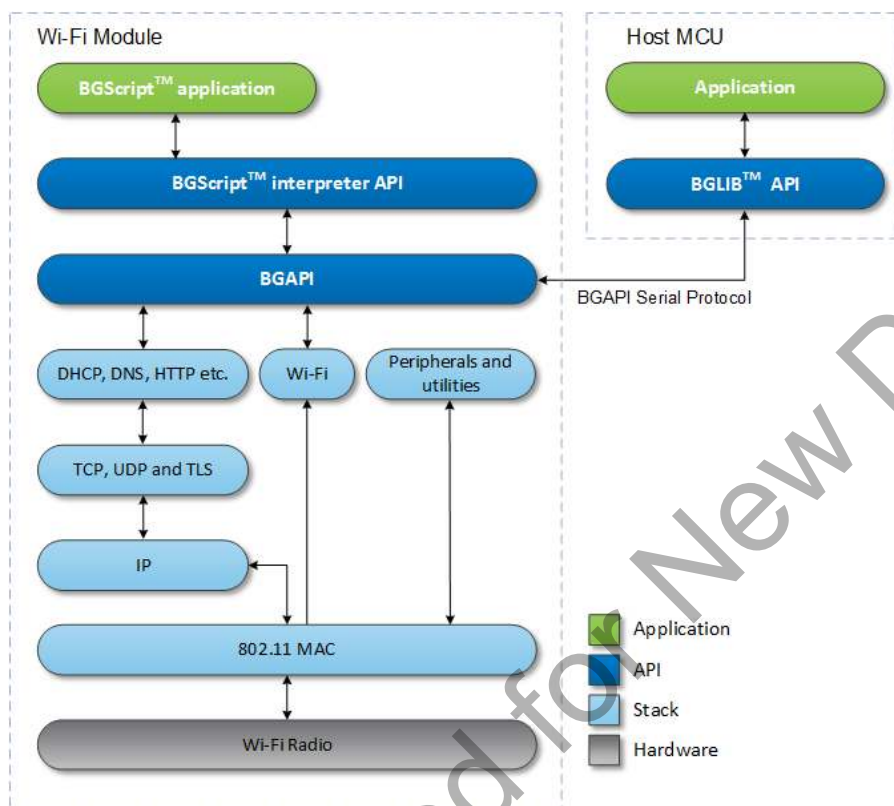 Wi-Fi Module
Host MCU
BGScript™ application
Application
BGScript™ interpreter API
BGLIB™ API
BGAPI
BGAPI Serial Protocol
DHCP, DNS, HTTP etc.
Wi-Fi
Peripherals and
utilities
TCP, UDP and TLS
IP
802.11 MAC
Wi-Fi Radio
Application
API
Stack
Hardware
for New D